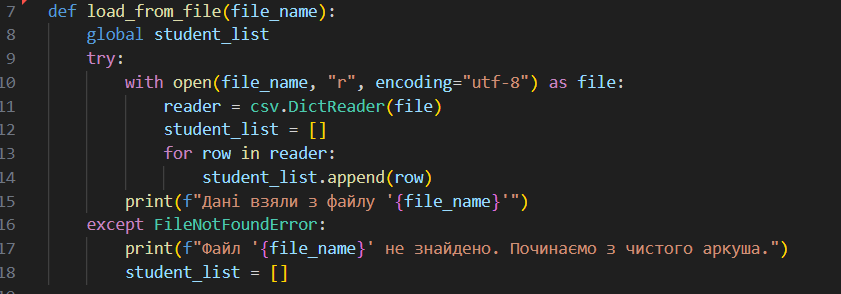 7 def load_from_file(file_name):
8 global student_list
9 try:
10 with open(file_name, "r", encoding="utf-8") as file:
11 reader = csv.DictReader(file)
12 student_list = []
13 for row in reader:
14 student_list.append(row)
15 print(f"Дані взяли з файлу '{file_name}'")
16 except FileNotFoundError:
17 print(f"Файл '{file_name}' не знайдено. Починаємо з чистого аркуша.")
18 student_list = []